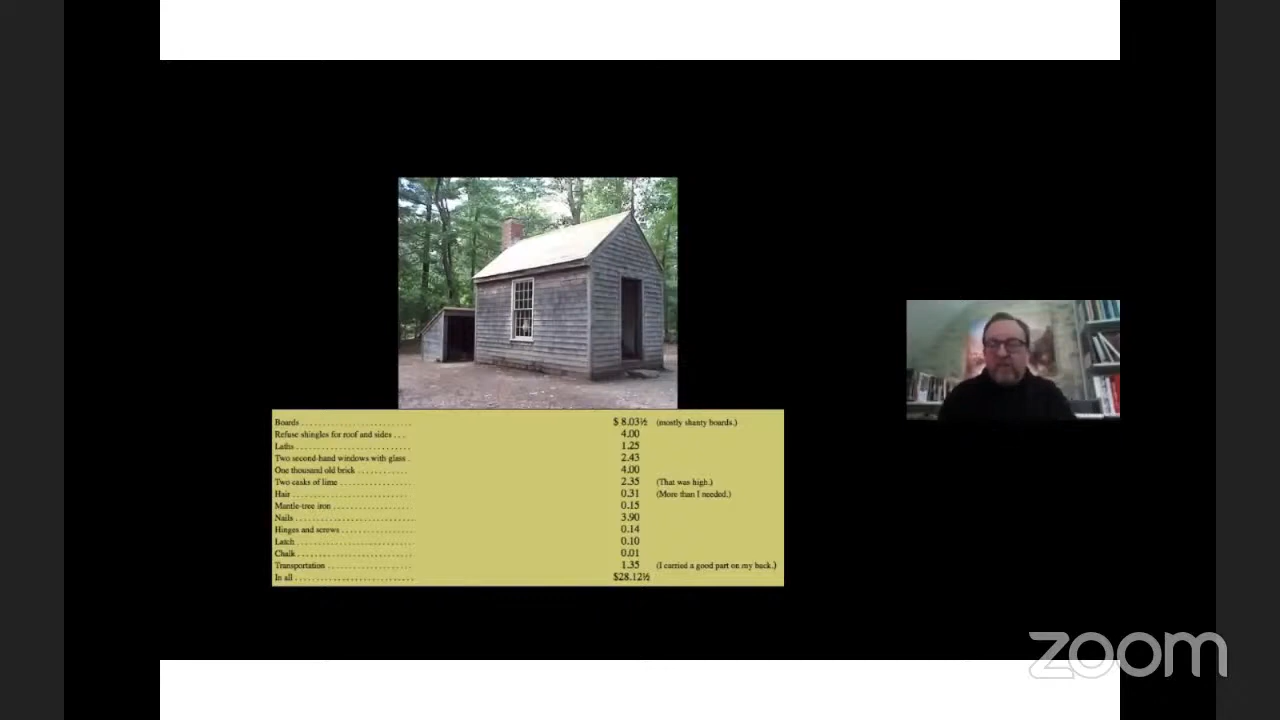 Boards . . . . . . . . . . . . . . . . . . . . . . . . . . . $ 8.03½ (mostly shanty boards.)
Refuse shingles for roof and sides . . . 4.00
Laths . . . . . . . . . . . . . . . . . . . . . . . . . . . . 1.25
Two second-hand windows with glass . 2.43
One thousand old brick . . . . . . . . . . . . 4.00
Two casks of lime . . . . . . . . . . . . . . . . . 2.35 (That was high.)
Hair . . . . . . . . . . . . . . . . . . . . . . . . . . . . . 0.31 (More than I needed.)
Mantle-tree iron . . . . . . . . . . . . . . . . . . 0.15
Nails . . . . . . . . . . . . . . . . . . . . . . . . . . . . 3.90
Hinges and screws . . . . . . . . . . . . . . . . 0.14
Latch . . . . . . . . . . . . . . . . . . . . . . . . . . . 0.10
Chalk . . . . . . . . . . . . . . . . . . . . . . . . . . . 0.01
Transportation . . . . . . . . . . . . . . . . . . . 1.35 (I carried a good part on my back.)
In all . . . . . . . . . . . . . . . . . . . . . . . . . . . $28.12½
zoom